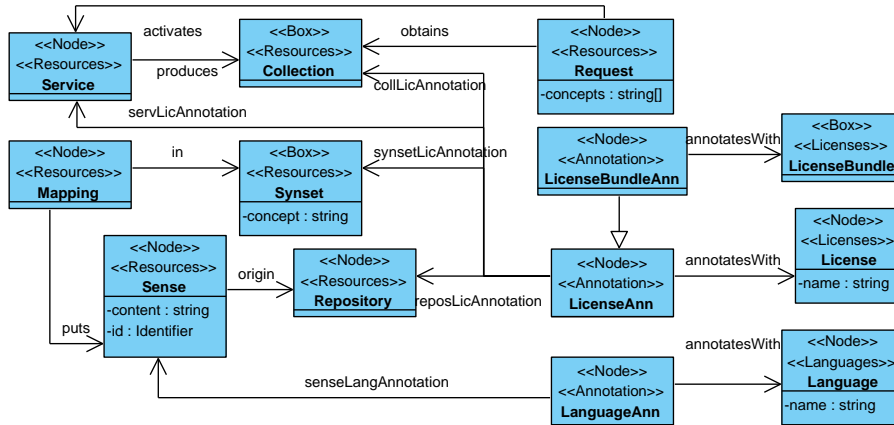 activates
<<Node>>
<<Resources>>
Service
produces
<<Box>>
<<Resources>>
Collection
obtains
<<Node>>
<<Resources>>
Request
-concepts : string[]
collLicAnnotation
servLicAnnotation
<<Node>>
<<Resources>>
Mapping
in
<<Box>>
<<Resources>>
Synset
-concept : string
synsetLicAnnotation
<<Node>>
<<Annotation>>
LicenseBundleAnn
annotatesWith
<<Box>>
<<Licenses>>
LicenseBundle
<<Node>>
<<Resources>>
Sense
-content : string
-id : Identifier
origin
<<Node>>
<<Resources>>
Repository
reposLicAnnotation
<<Node>>
<<Annotation>>
LicenseAnn
annotatesWith
<<Node>>
<<Licenses>>
License
-name : string
puts
senseLangAnnotation
<<Node>>
<<Annotation>>
LanguageAnn
annotatesWith
<<Node>>
<<Languages>>
Language
-name : string